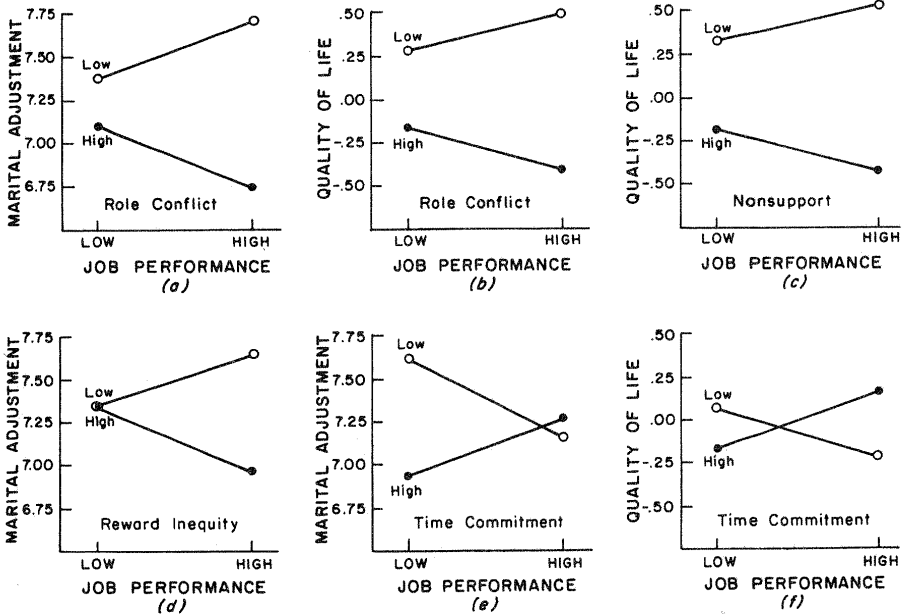 MARITAL ADJUSTMENT
7.75
7.50
7.25
7.00
6.75
Low
High
Role Conflict
LOW HIGH
JOB PERFORMANCE
(a)
QUALITY OF LIFE
.50
.25
.00
-.25
-.50
Low
High
Role Conflict
LOW HIGH
JOB PERFORMANCE
(b)
QUALITY OF LIFE
.50
.25
.00
-.25
-.50
Low
High
Nonsupport
LOW HIGH
JOB PERFORMANCE
(c)
MARITAL ADJUSTMENT
7.75
7.50
7.25
7.00
6.75
Low
High
Reward Inequity
LOW HIGH
JOB PERFORMANCE
(d)
MARITAL ADJUSTMENT
7.75
7.50
7.25
7.00
6.75
Low
High
Time Commitment
LOW HIGH
JOB PERFORMANCE
(e)
QUALITY OF LIFE
.50
.25
.00
-.25
-.50
Low
High
Time Commitment
LOW HIGH
JOB PERFORMANCE
(f)